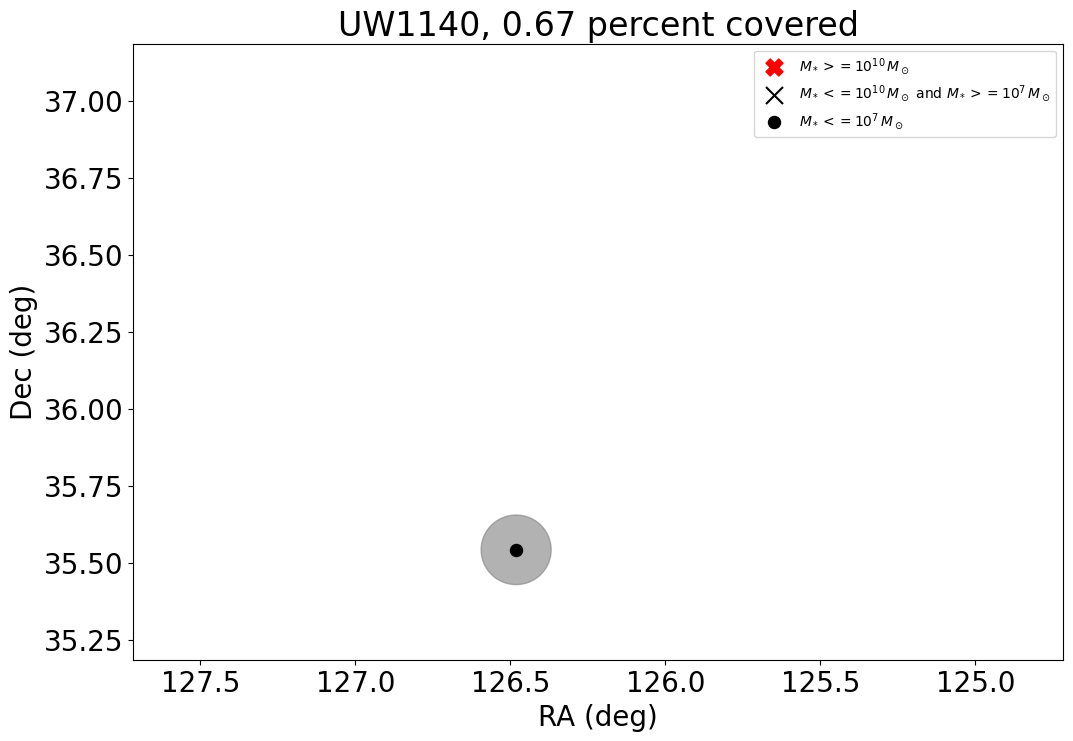 UW1140, 0.67 percent covered
M* >= 10^10 M⊙
M* <= 10^10 M⊙ and M* >= 10^7 M⊙
M* <= 10^7 M⊙
37.00
36.75
36.50
36.25
36.00
35.75
35.50
35.25
Dec (deg)
127.5 127.0 126.5 126.0 125.5 125.0
RA (deg)